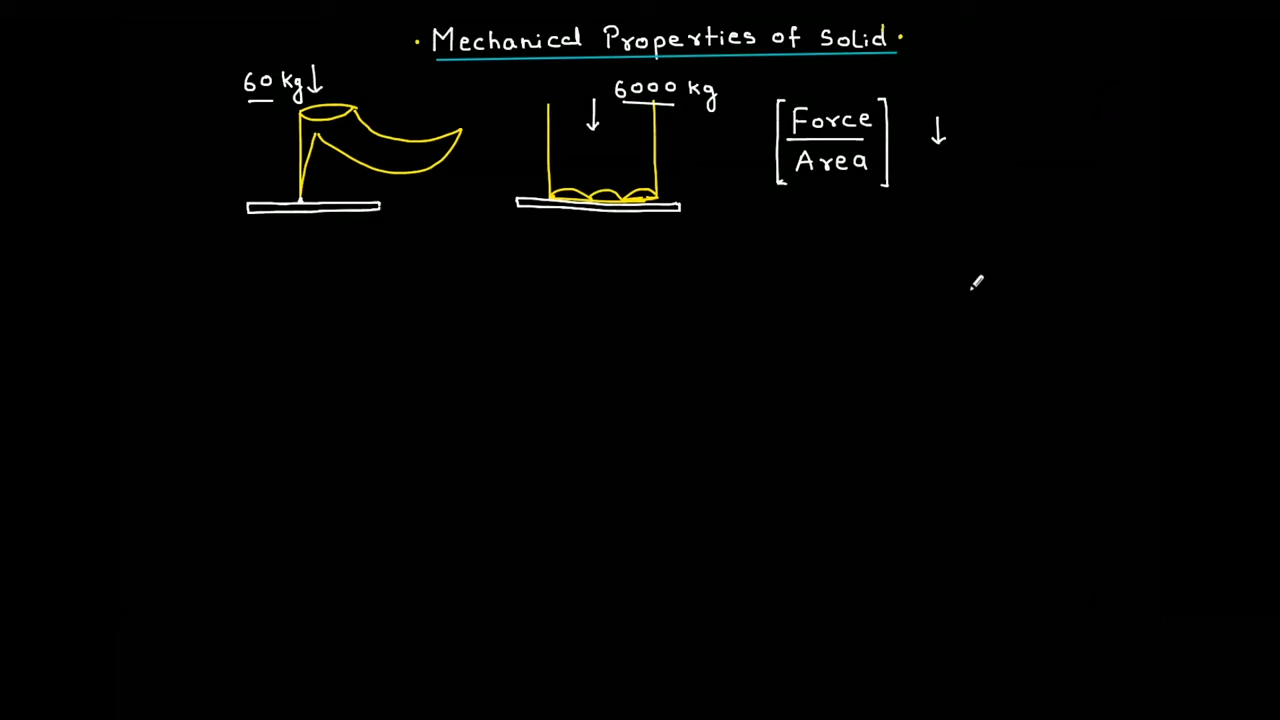 Mechanical Properties of Solid
60 kg
6000 kg
Force
Area